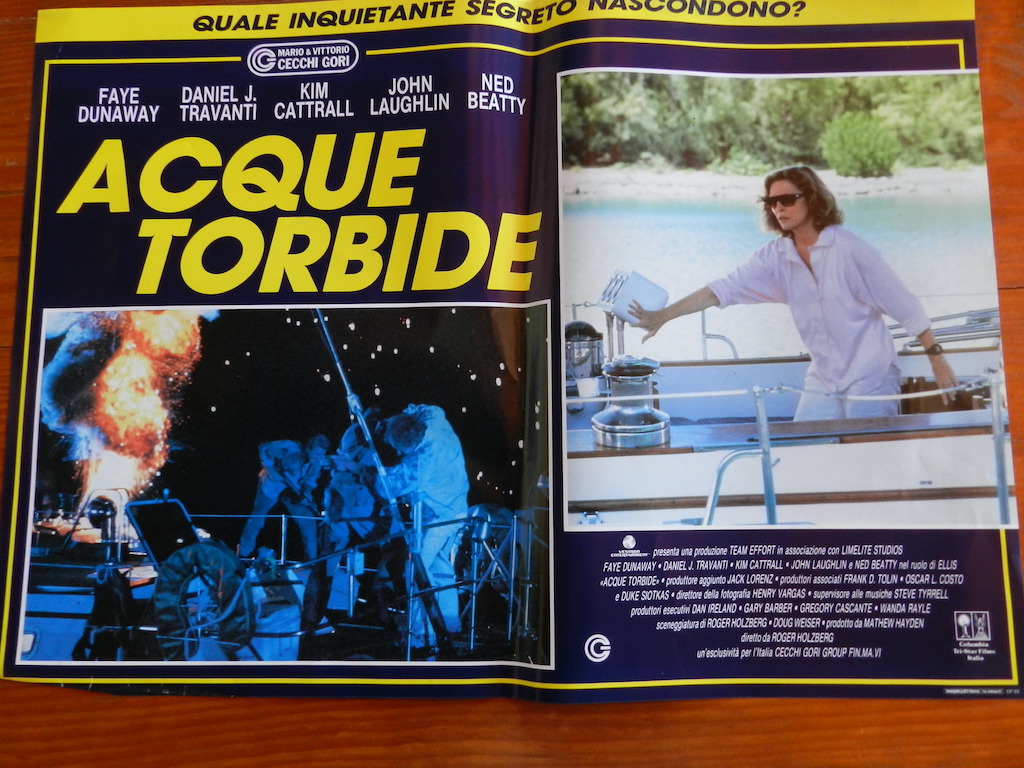 QUALE INQUIETANTE SEGRETO NASCONDONO?
MARIO & VITTORIO
CECCHI GORI
FAYE
DUNAWAY
DANIEL J.
TRAVANTI
KIM
CATTRALL
JOHN
LAUGHLIN
NED
BEATTY
ACQUE
TORBIDE
VESTRON
ENTERTAINMENT
presenta una produzione TEAM EFFORT in associazione con LIMELITE STUDIOS
FAYE DUNAWAY • DANIEL J. TRAVANTI • KIM CATTRALL • JOHN LAUGHLIN e NED BEATTY nel ruolo di ELLIS
«ACQUE TORBIDE» • produttore aggiunto JACK LORENZ • produttori associati FRANK D. TOLIN • OSCAR L. COSTO
e DUKE SIOTKAS • direttore della fotografia HENRY VARGAS • supervisore alle musiche STEVE TYRRELL
produttori esecutivi DAN IRELAND • GARY BARBER • GREGORY CASCANTE • WANDA RAYLE
sceneggiatura di ROGER HOLZBERG • DOUG WEISER • prodotto da MATHEW HAYDEN
diretto da ROGER HOLZBERG
un'esclusività per l'Italia CECCHI GORI GROUP FIN.MA.VI
Columbia
Tri-Star Films
Italia